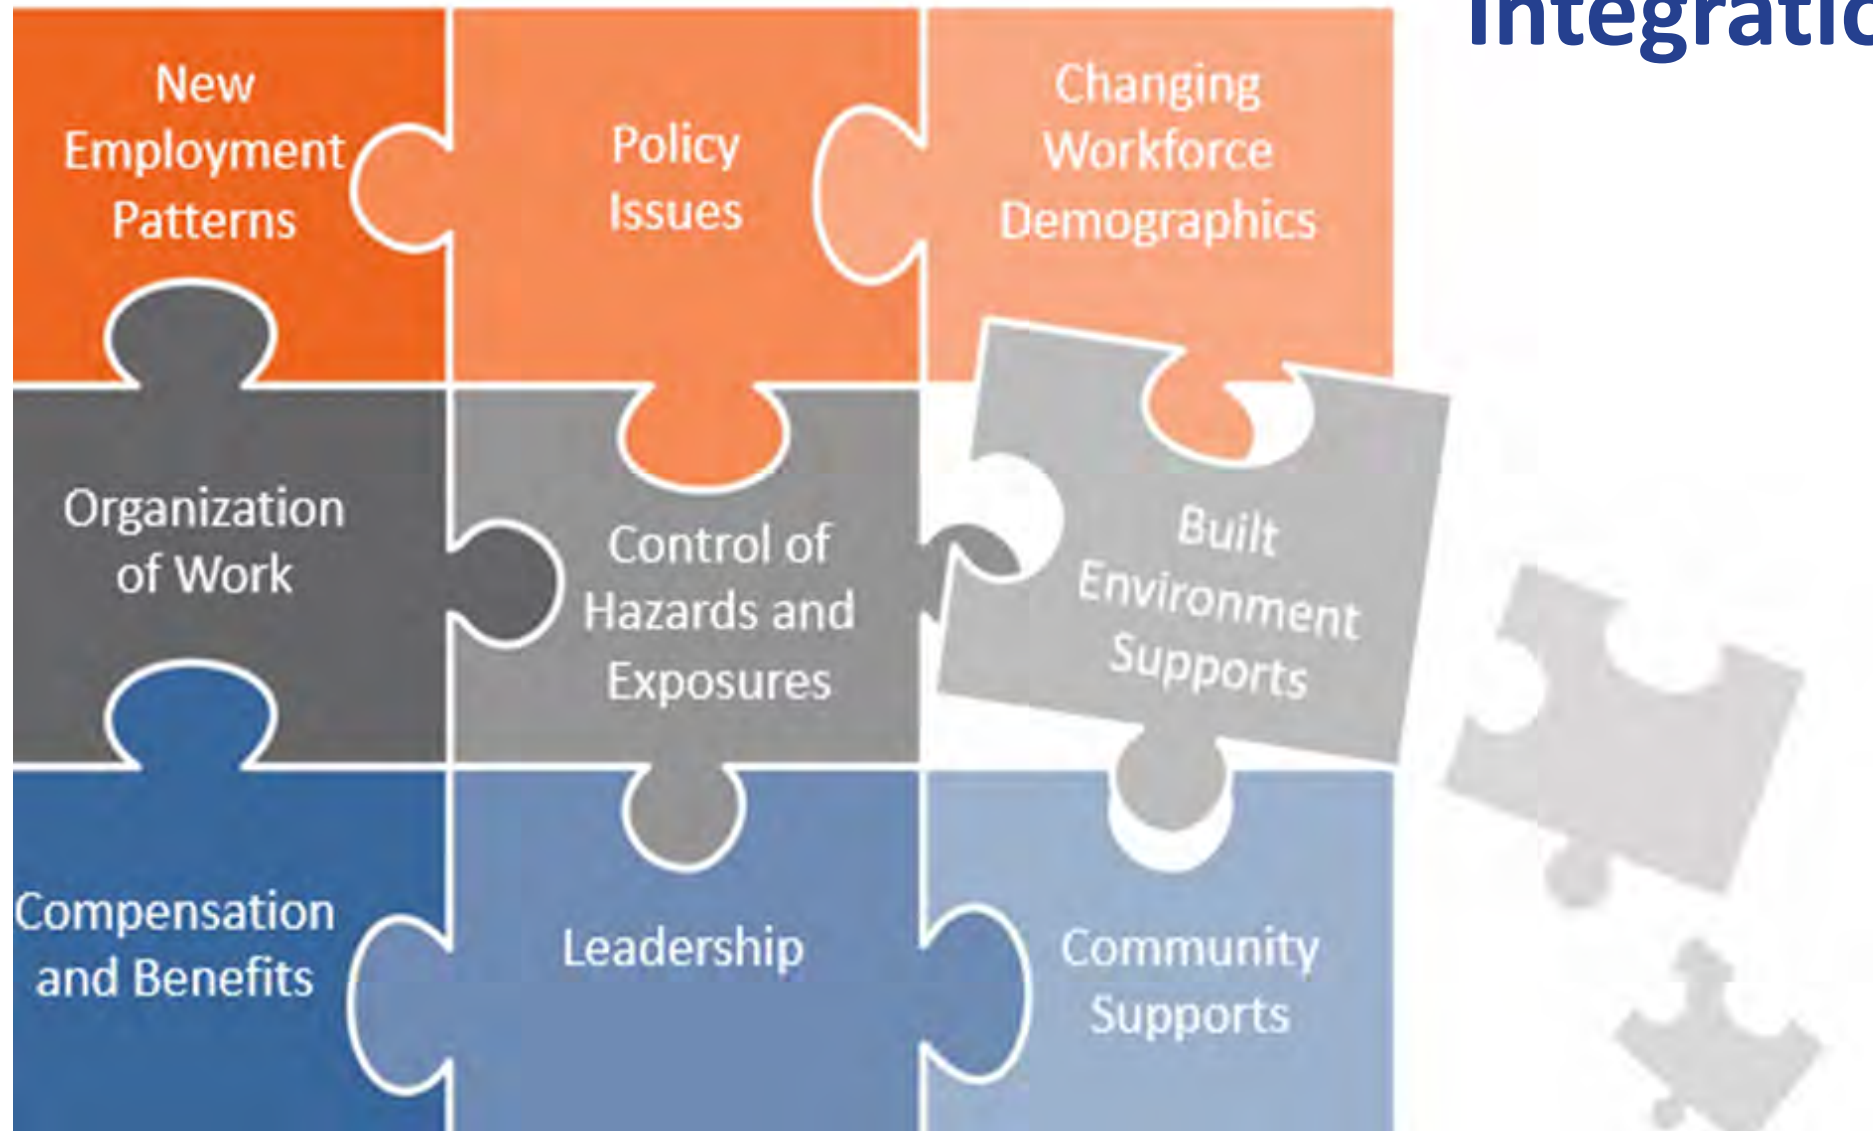 Integratio
New
Employment
Patterns
Policy
Issues
Changing
Workforce
Demographics
Organization
of Work
Control of
Hazards and
Exposures
Built
Environment
Supports
Compensation
and Benefits
Leadership
Community
Supports